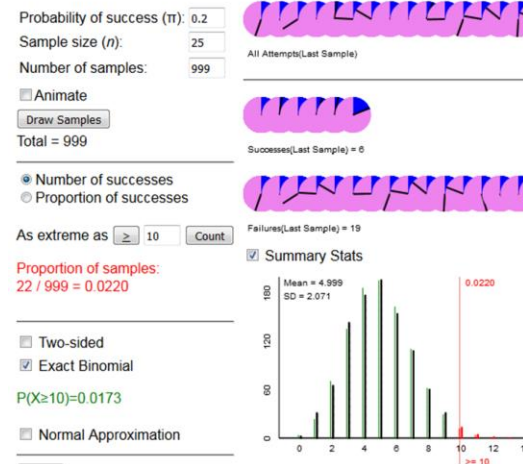 Probability of success (π): 0.2
Sample size (n): 25
Number of samples: 999
Animate
Draw Samples
Total = 999
Number of successes
Proportion of successes
As extreme as ≥ 10 Count
Proportion of samples:
22 / 999 = 0.0220
Two-sided
Exact Binomial
P(X≥10)=0.0173
Normal Approximation
All Attempts(Last Sample)
Successes(Last Sample) = 6
Failures(Last Sample) = 19
Summary Stats
Mean = 4.999
SD = 2.071
0.0220
180
120
60
0
0 2 4 6 8 10 12
>= 10